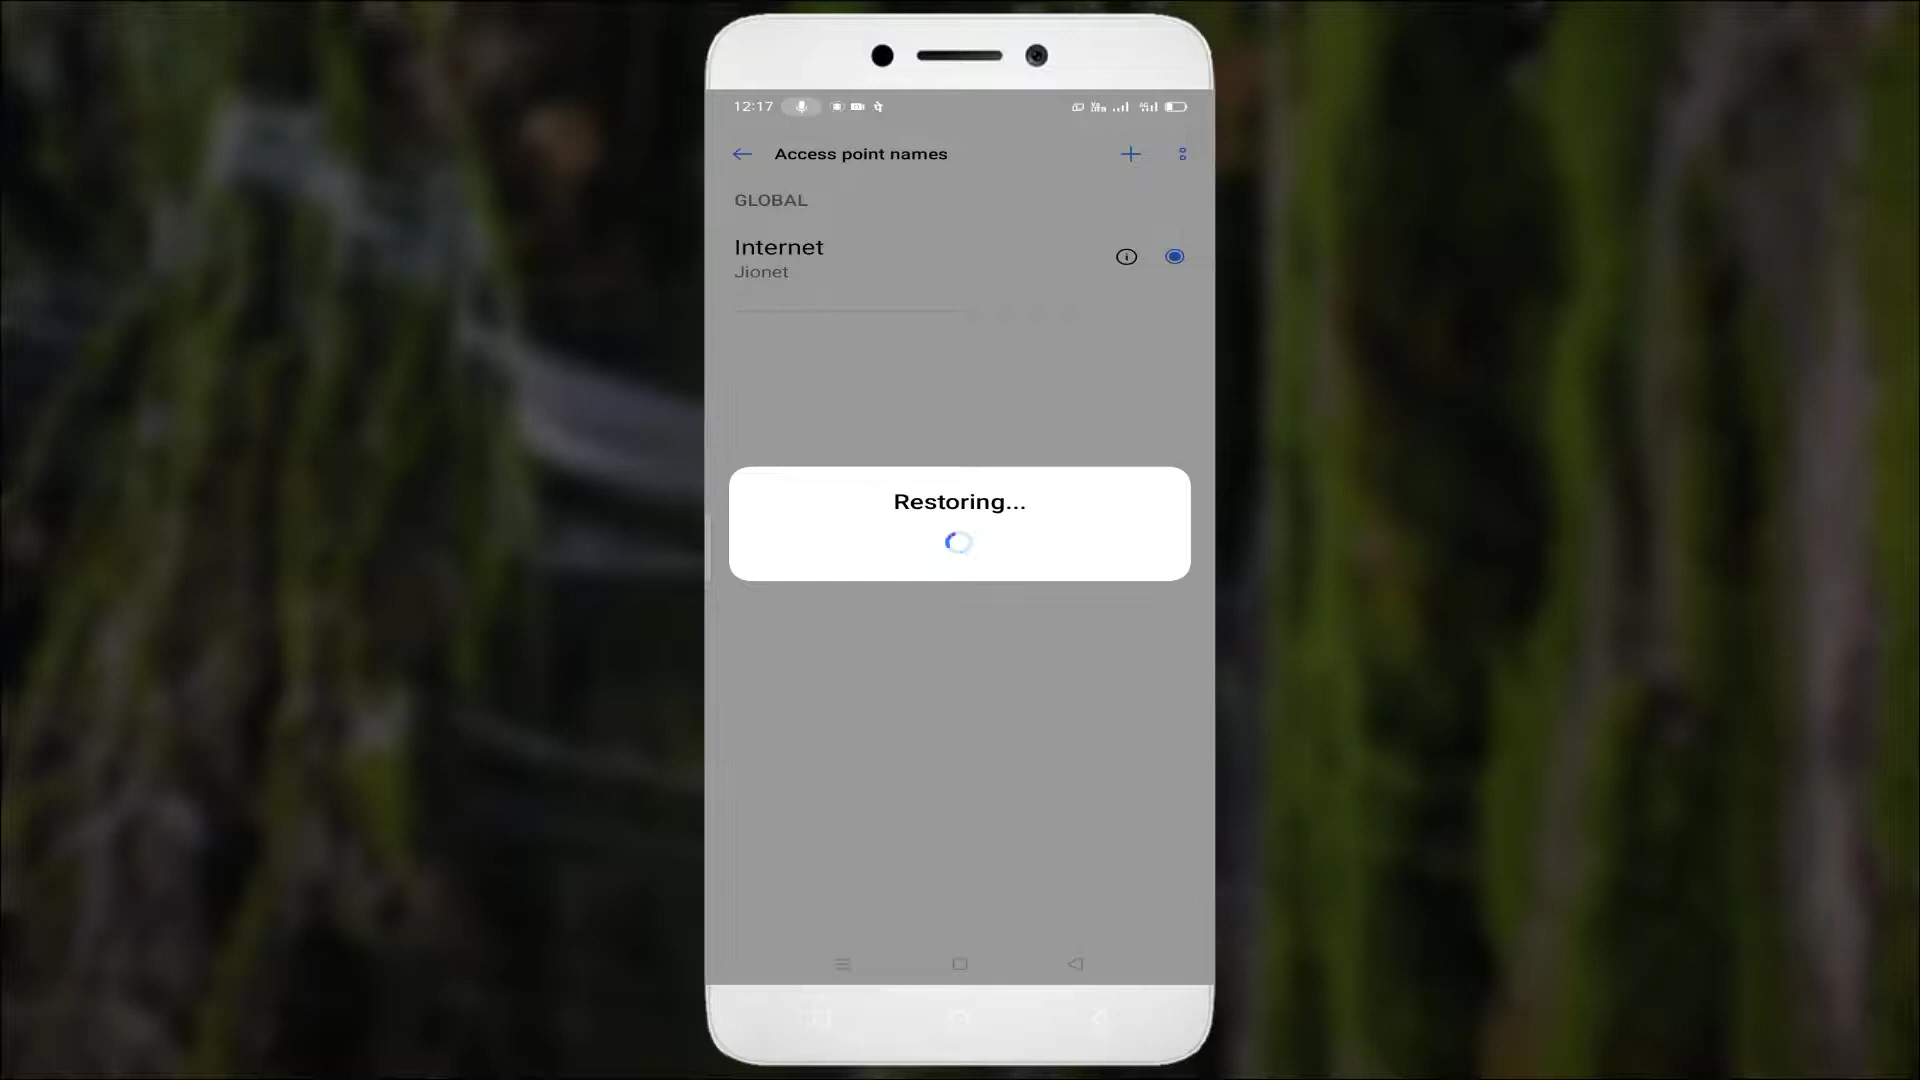 12:17
Access point names
GLOBAL
Internet
Jionet
Restoring...